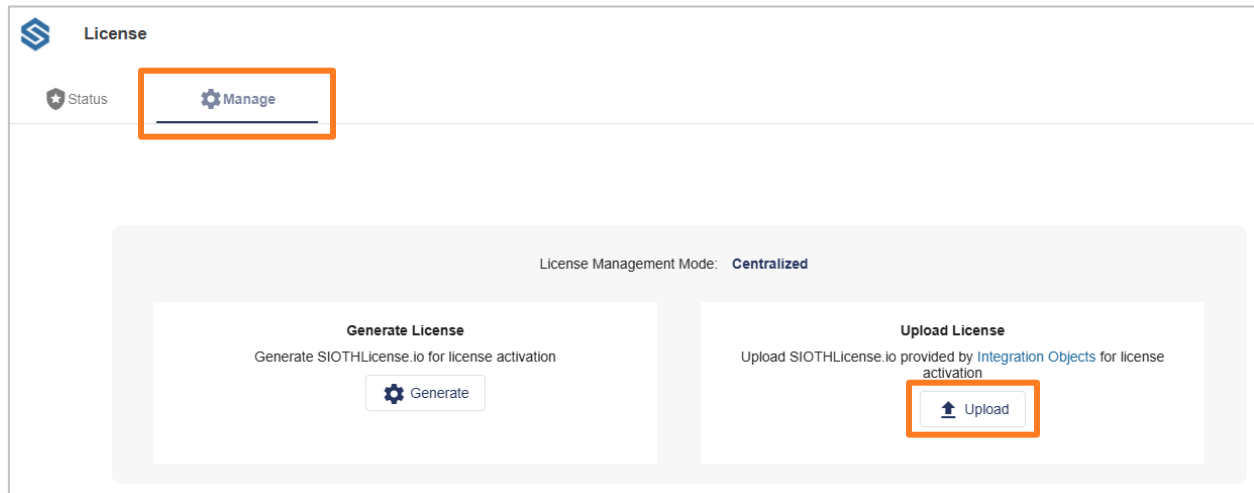 License
Status
Manage
License Management Mode: Centralized
Generate License
Generate SIOTHLicense.io for license activation
Generate
Upload License
Upload SIOTHLicense.io provided by Integration Objects for license
activation
Upload